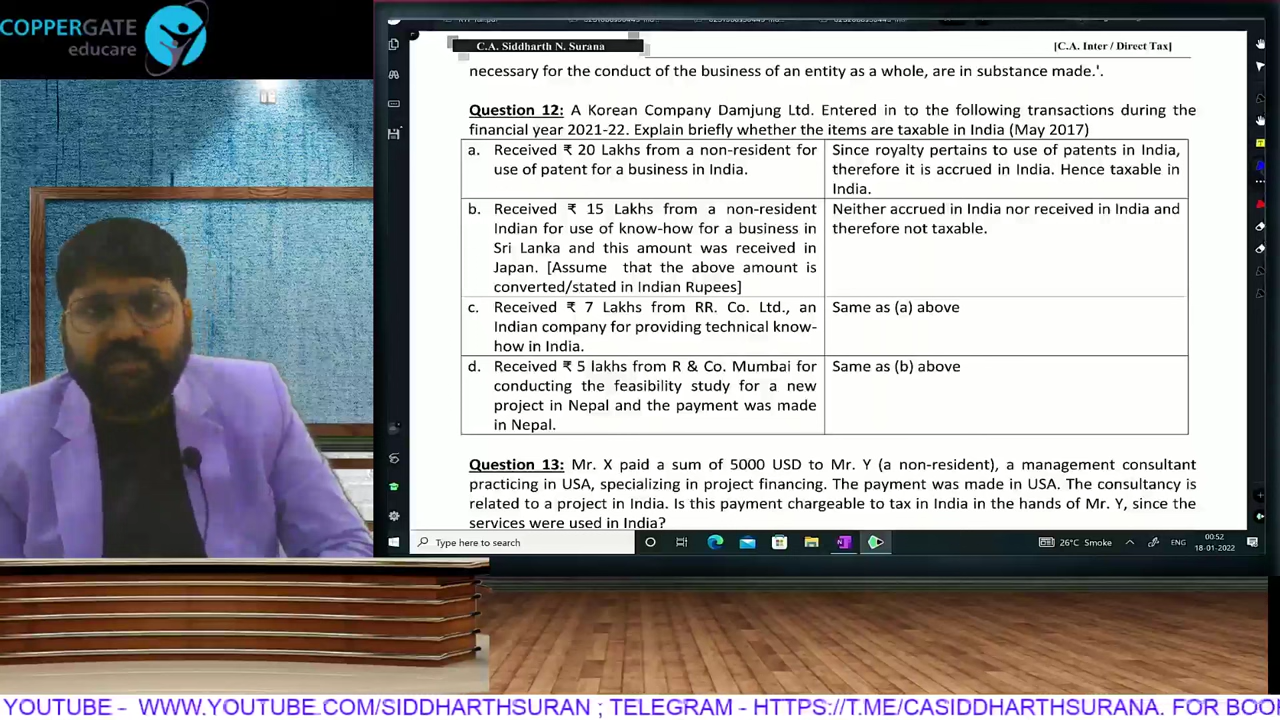 COPPERGATE
educare
C.A. Siddharth N. Surana
[C.A. Inter / Direct Tax]
necessary for the conduct of the business of an entity as a whole, are in substance made.'.
Question 12: A Korean Company Damjung Ltd. Entered in to the following transactions during the
financial year 2021-22. Explain briefly whether the items are taxable in India (May 2017)
a. Received ₹ 20 Lakhs from a non-resident for
use of patent for a business in India.
Since royalty pertains to use of patents in India,
therefore it is accrued in India. Hence taxable in
India.
b. Received ₹ 15 Lakhs from a non-resident
Indian for use of know-how for a business in
Sri Lanka and this amount was received in
Japan. [Assume that the above amount is
converted/stated in Indian Rupees]
Neither accrued in India nor received in India and
therefore not taxable.
c. Received ₹ 7 Lakhs from RR. Co. Ltd., an
Indian company for providing technical know-
how in India.
Same as (a) above
d. Received ₹ 5 lakhs from R & Co. Mumbai for
conducting the feasibility study for a new
project in Nepal and the payment was made
in Nepal.
Same as (b) above
Question 13: Mr. X paid a sum of 5000 USD to Mr. Y (a non-resident), a management consultant
practicing in USA, specializing in project financing. The payment was made in USA. The consultancy is
related to a project in India. Is this payment chargeable to tax in India in the hands of Mr. Y, since the
services were used in India?
Type here to search
26°C Smoke
ENG
00:52
18-01-2022
YOUTUBE - WWW.YOUTUBE.COM/SIDDHARTHSURAN ; TELEGRAM - HTTPS://T.ME/CASIDDHARTHSURANA. FOR BOO